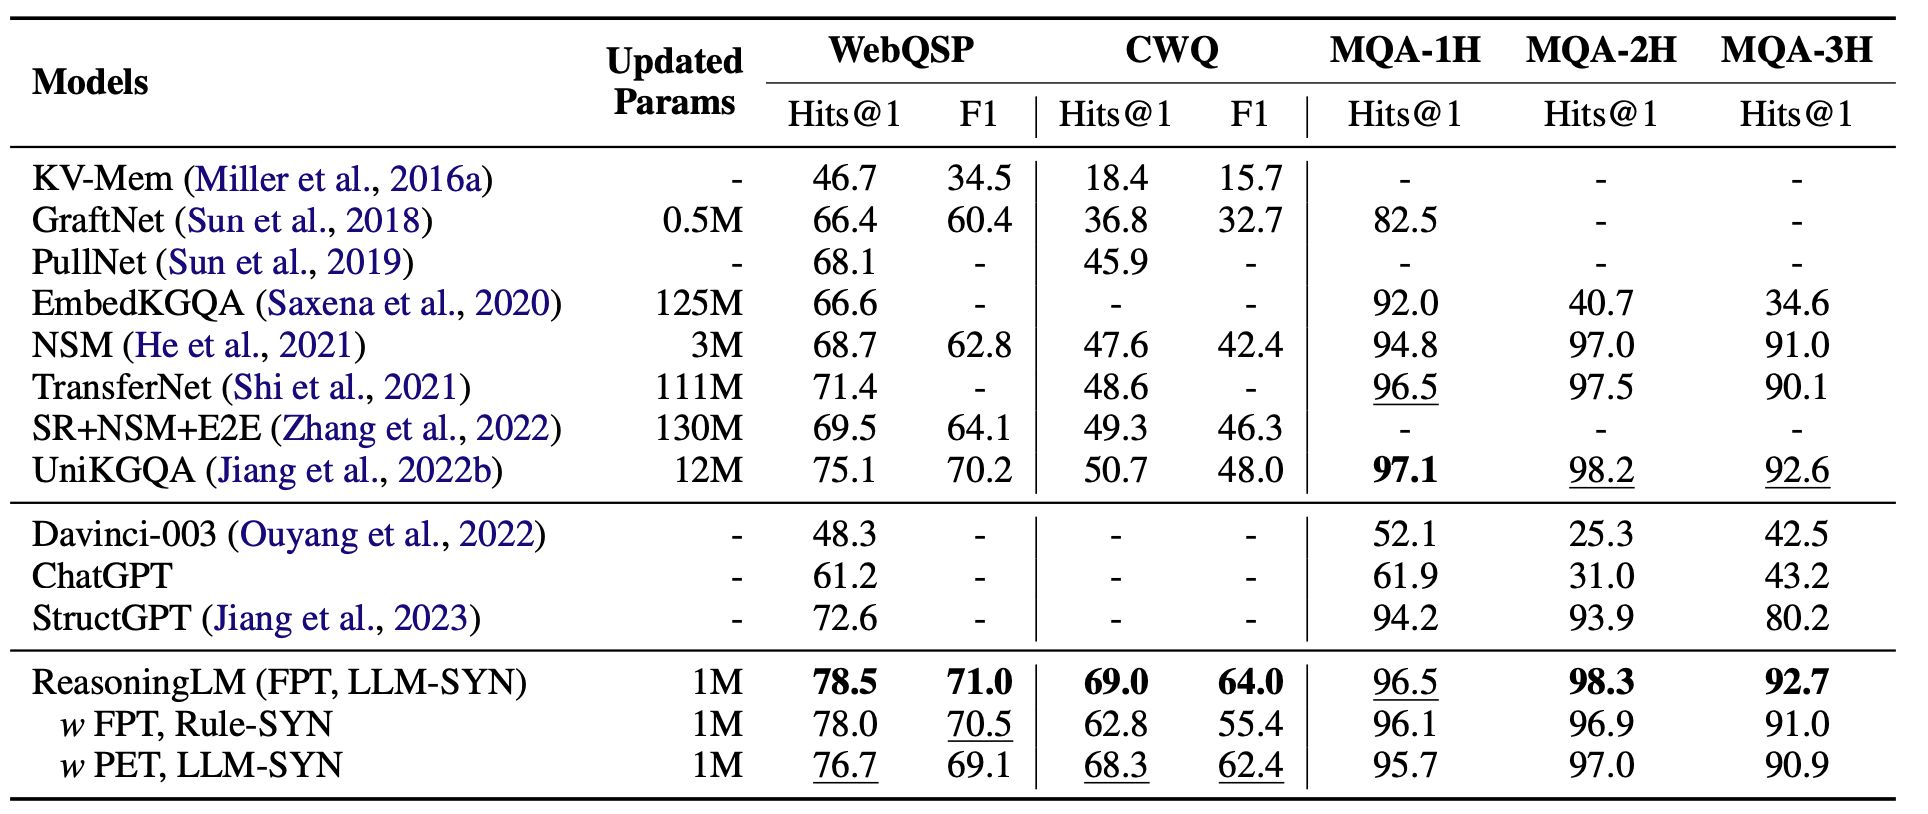 Models Updated Params WebQSP CWQ MQA-1H MQA-2H MQA-3H
Hits@1 F1 Hits@1 F1 Hits@1 Hits@1 Hits@1
KV-Mem (Miller et al., 2016a) - 46.7 34.5 18.4 15.7 - - -
GraftNet (Sun et al., 2018) 0.5M 66.4 60.4 36.8 32.7 82.5 - -
PullNet (Sun et al., 2019) - 68.1 - 45.9 - - - -
EmbedKGQA (Saxena et al., 2020) 125M 66.6 - - - 92.0 40.7 34.6
NSM (He et al., 2021) 3M 68.7 62.8 47.6 42.4 94.8 97.0 91.0
TransferNet (Shi et al., 2021) 111M 71.4 - 48.6 - 96.5 97.5 90.1
SR+NSM+E2E (Zhang et al., 2022) 130M 69.5 64.1 49.3 46.3 - - -
UniKGQA (Jiang et al., 2022b) 12M 75.1 70.2 50.7 48.0 97.1 98.2 92.6
Davinci-003 (Ouyang et al., 2022) - 48.3 - - - 52.1 25.3 42.5
ChatGPT - 61.2 - - - 61.9 31.0 43.2
StructGPT (Jiang et al., 2023) - 72.6 - - - 94.2 93.9 80.2
ReasoningLM (FPT, LLM-SYN) 1M 78.5 71.0 69.0 64.0 96.5 98.3 92.7
w FPT, Rule-SYN 1M 78.0 70.5 62.8 55.4 96.1 96.9 91.0
w PET, LLM-SYN 1M 76.7 69.1 68.3 62.4 95.7 97.0 90.9